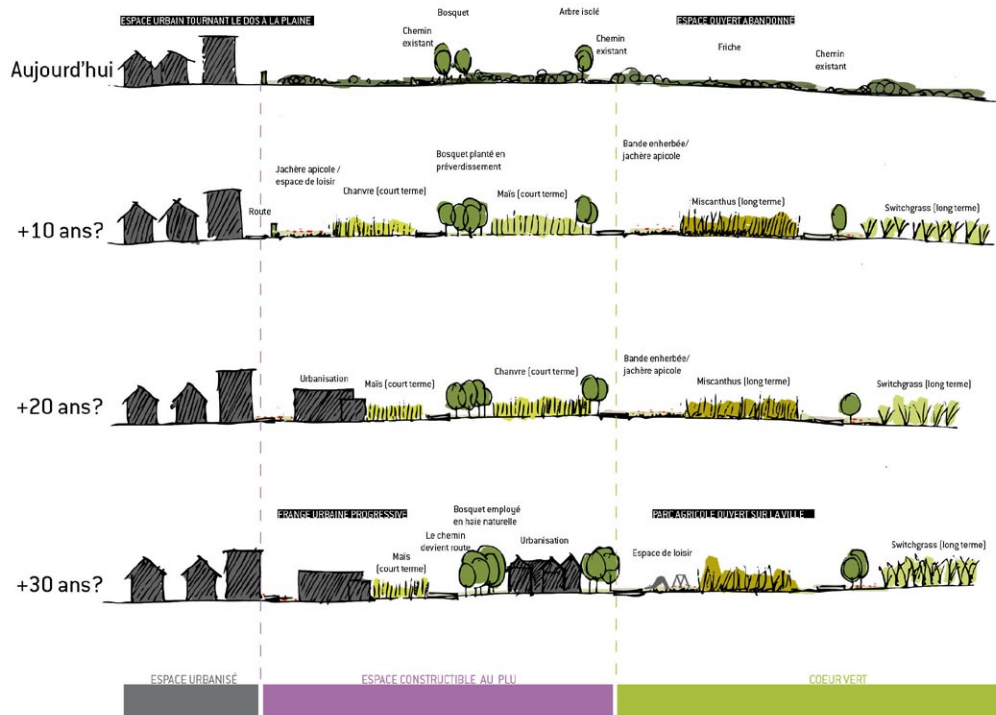 ESPACE URBAIN TOURNANT LE DOS À LA PLAINE
Bosquet
Arbre isolé
ESPACE OUVERT ABANDONNÉ
Chemin
existant
Chemin
existant
Friche
Chemin
existant
Aujourd'hui
Jachère apicole /
espace de loisir
Bosquet planté en
préverdissement
Bande enherbée/
jachère apicole
Route
Chanvre (court terme)
Maïs (court terme)
Miscanthus (long terme)
Switchgrass (long terme)
+10 ans?
Bande enherbée/
jachère apicole
Urbanisation
Maïs (court terme)
Chanvre (court terme)
Miscanthus (long terme)
Switchgrass (long terme)
+20 ans?
FRANGE URBAINE PROGRESSIVE
Bosquet employé
en haie naturelle
PARC AGRICOLE OUVERT SUR LA VILLE
Le chemin
devient route
Urbanisation
Maïs
(court terme)
Espace de loisir
Switchgrass (long terme)
+30 ans?
ESPACE URBANISÉ
ESPACE CONSTRUCTIBLE AU PLU
COEUR VERT